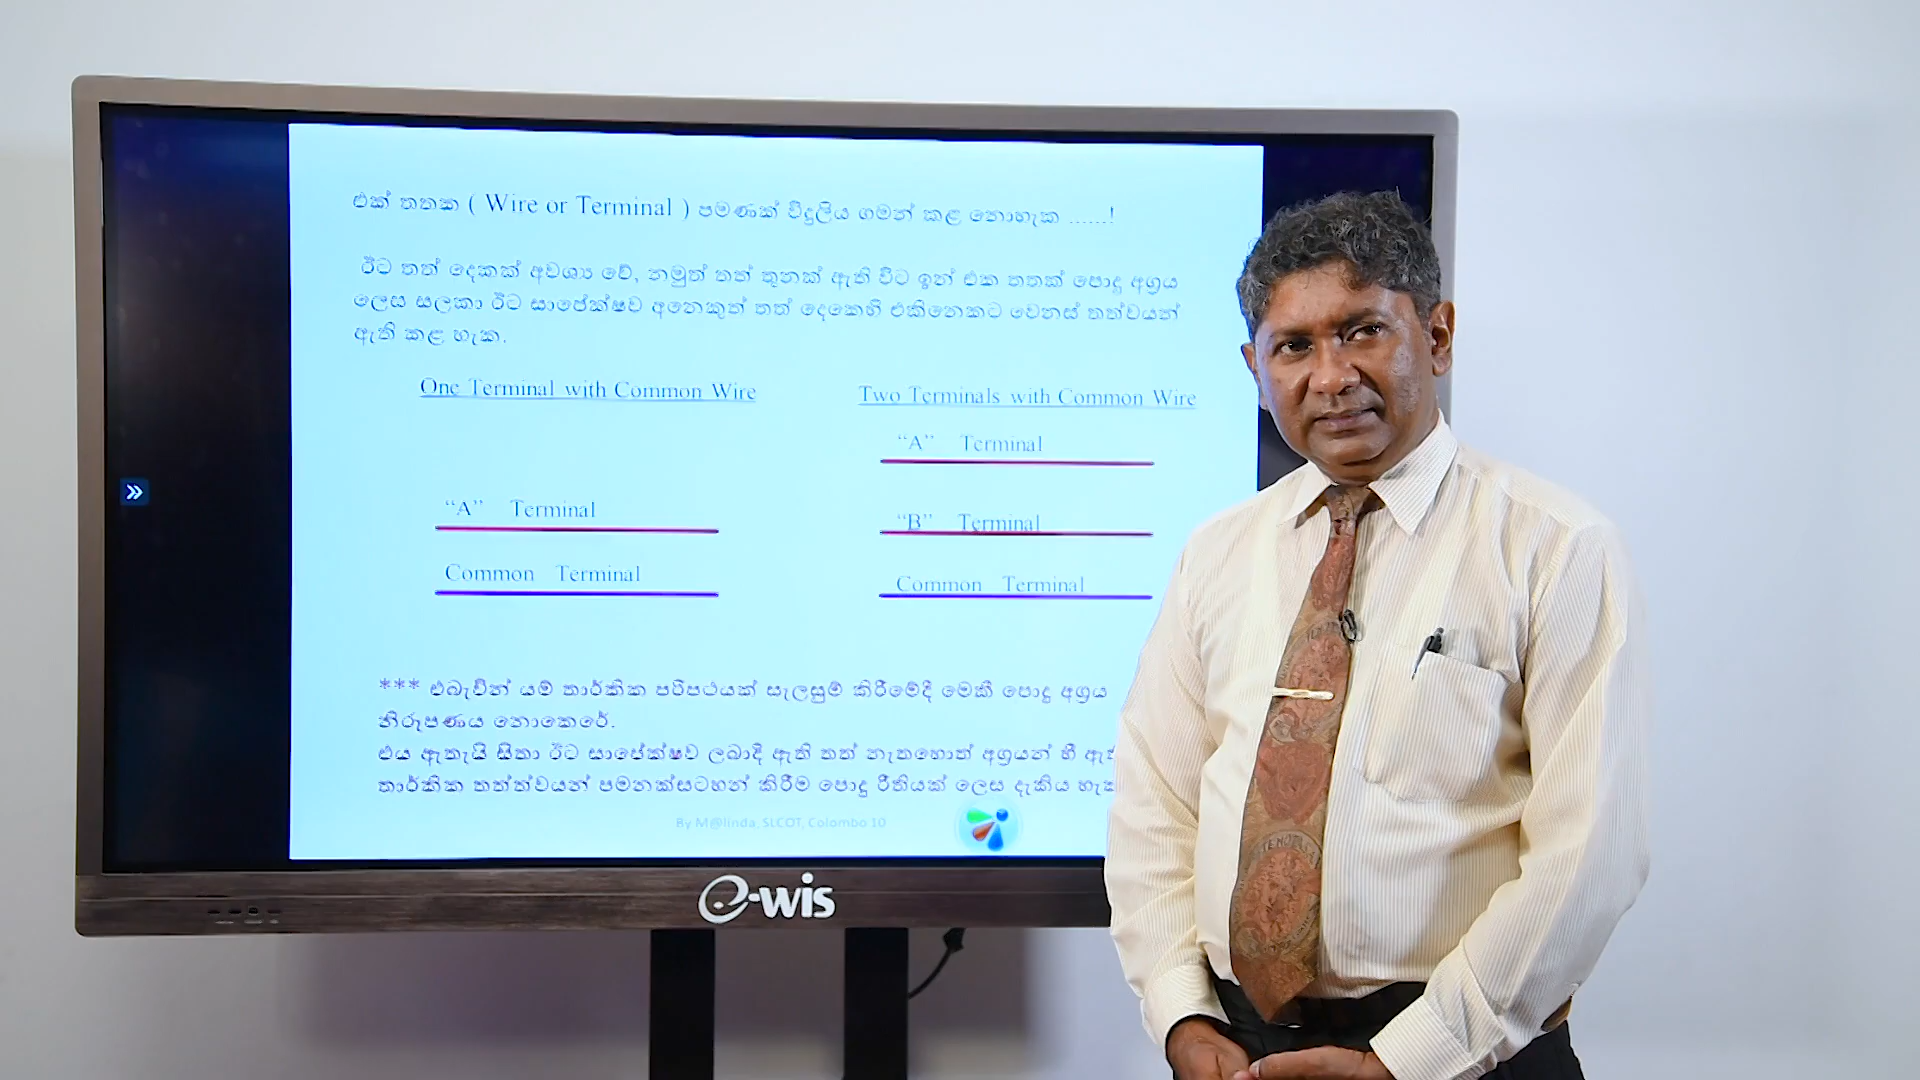 එක් තතක ( Wire or Terminal ) පමණක් විදුලිය ගමන් කළ නොහැක ......!
ඊට තත් දෙකක් අවශ්‍ය වේ, නමුත් තත් තුනක් ඇති විට ඉන් එක තතක් පොදු අග්‍රය
ලෙස සලකා ඊට සාපේක්ෂව අනෙකුත් තත් දෙකෙහි එකිනෙකට වෙනස් තත්වයන්
ඇති කළ හැක.
One Terminal with Common Wire
Two Terminals with Common Wire
“A” Terminal
“A” Terminal
“B” Terminal
Common Terminal
Common Terminal
*** එබැවින් යම් තාර්කික පරිපථයක් සැලසුම් කිරීමේදී මෙකී පොදු අග්‍රය
නිරූපණය නොකෙරේ.
එය ඇතැයි සිතා ඊට සාපේක්ෂව ලබාදි ඇති තත් නැතහොත් අග්‍රයන් හී
තාර්කික තත්ත්වයන් පමනක්සටහන් කිරීම පොදු රීතියක් ලෙස දැකිය
By M@linda, SLCOT, Colombo 10
e-wis